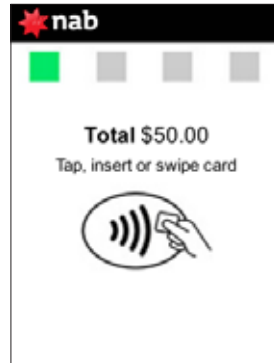 nab
Total $50.00
Tap, insert or swipe card